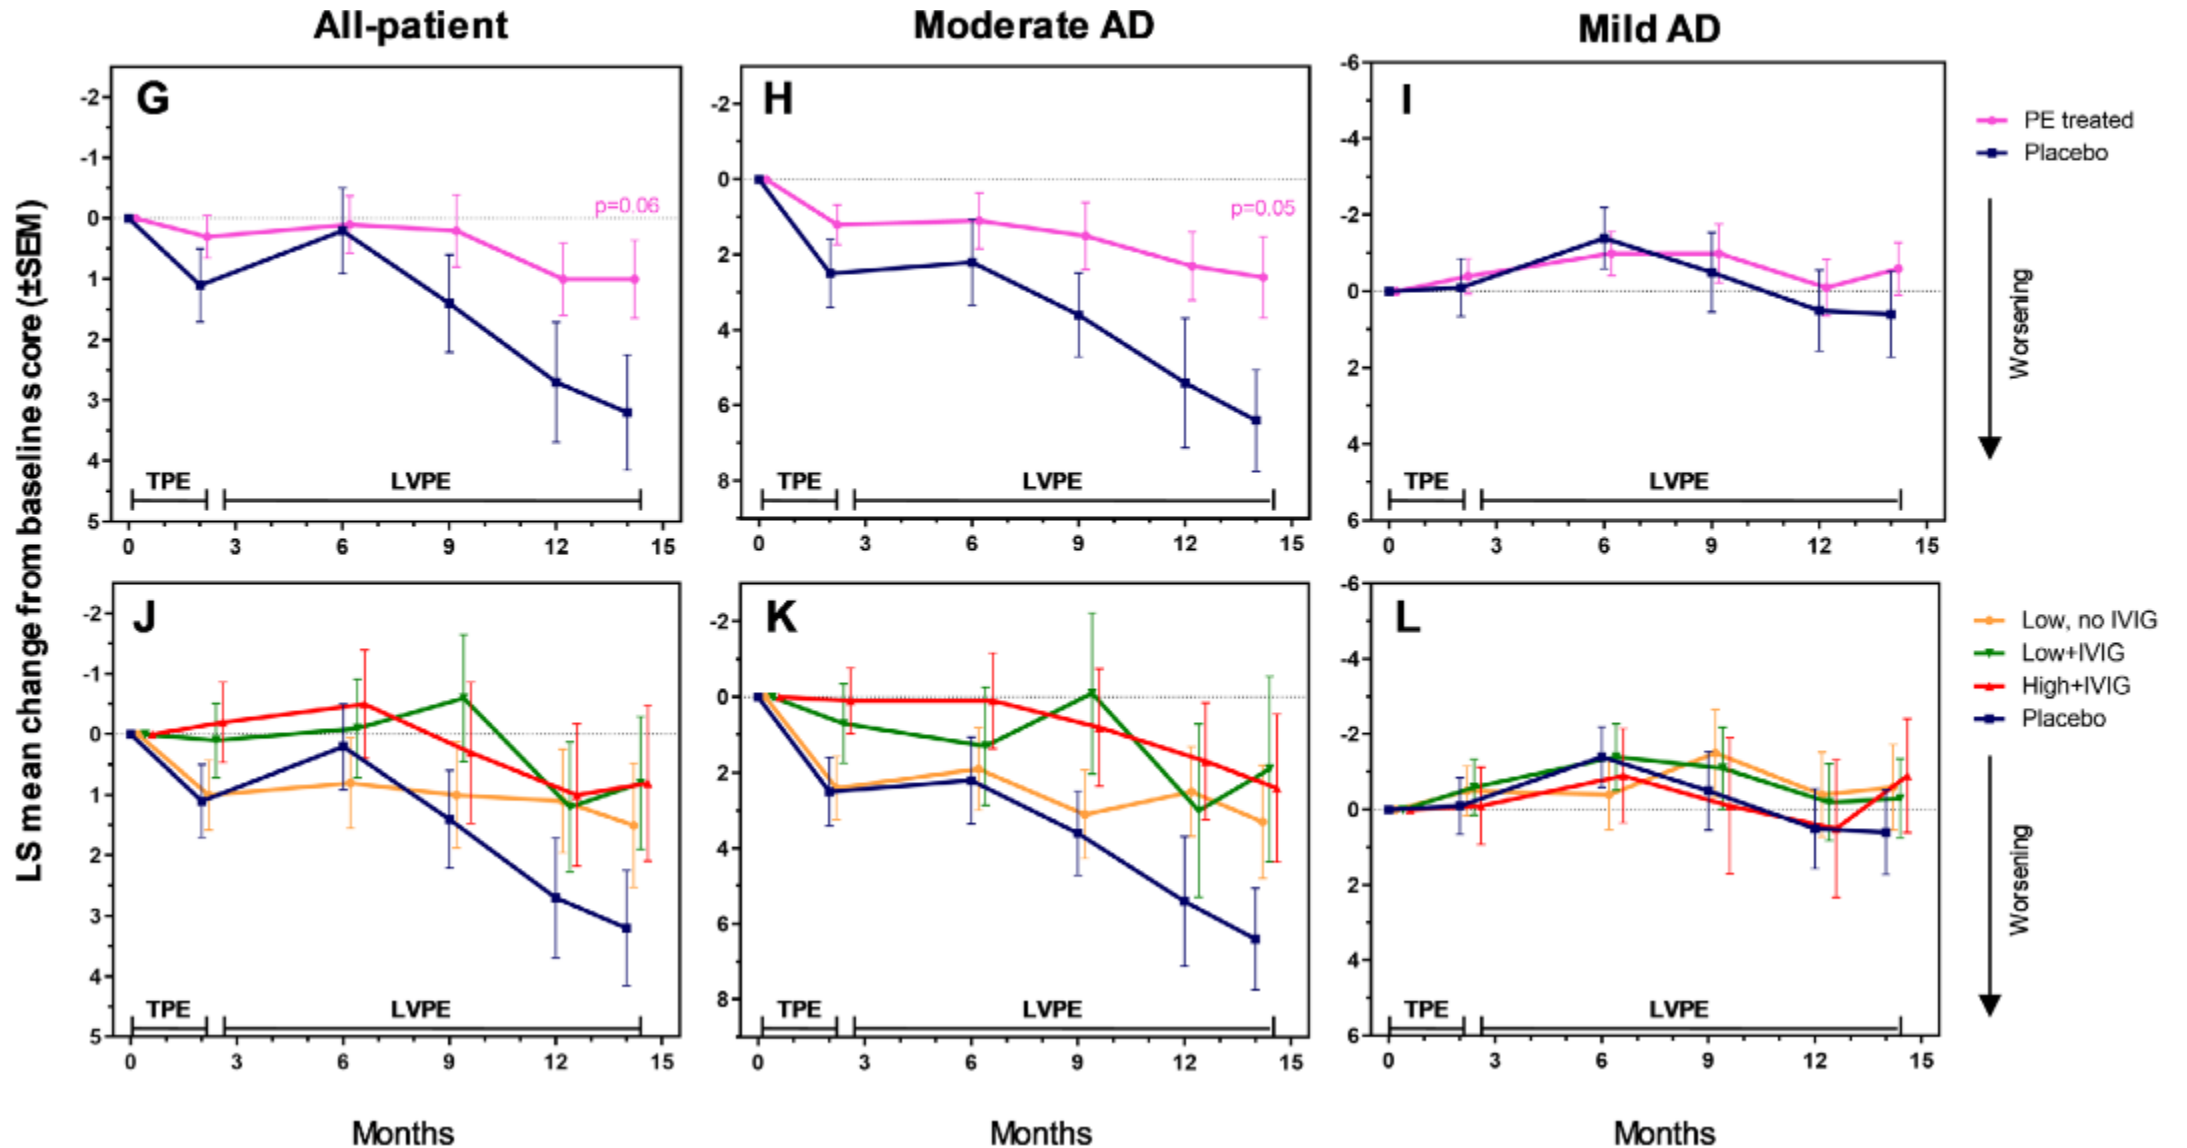 All-patient
Moderate AD
Mild AD
LS mean change from baseline score (±SEM)
G
-2
-1
0
1
2
3
4
5
p=0.06
TPE
LVPE
0 3 6 9 12 15
H
-2
0
2
4
6
8
p=0.05
TPE
LVPE
0 3 6 9 12 15
I
-6
-4
-2
0
2
4
6
TPE
LVPE
0 3 6 9 12 15
PE treated
Placebo
Worsening
J
-2
-1
0
1
2
3
4
5
TPE
LVPE
0 3 6 9 12 15
Months
K
-2
0
2
4
6
8
TPE
LVPE
0 3 6 9 12 15
Months
L
-6
-4
-2
0
2
4
6
TPE
LVPE
0 3 6 9 12 15
Months
Low, no IVIG
Low+IVIG
High+IVIG
Placebo
Worsening